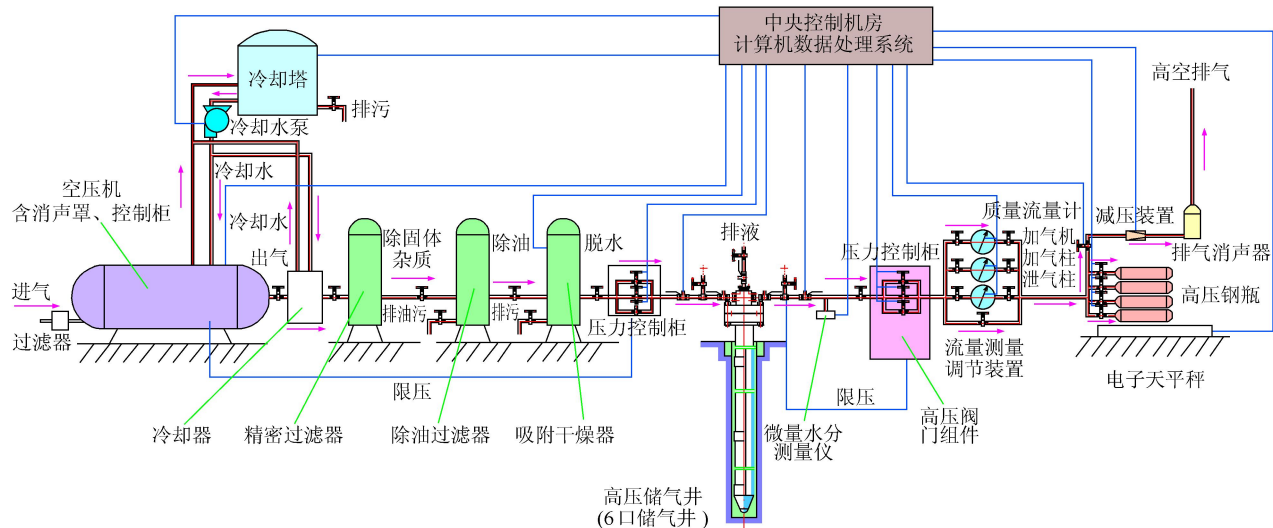 中央控制机房
计算机数据处理系统
冷却塔
排污
冷却水泵
冷却水
冷却水
空压机
含消声罩、控制柜
进气
过滤器
出气
除固体
杂质
除油
脱水
排油污
排污
压力控制柜
限压
冷却器
精密过滤器
除油过滤器
吸附干燥器
排液
高压储气井
(6口储气井)
压力控制柜
限压
微量水分
测量仪
高压阀
门组件
质量流量计
加气机
加气柱
泄气柱
流量测量
调节装置
高空排气
减压装置
排气消声器
高压钢瓶
电子天平秤